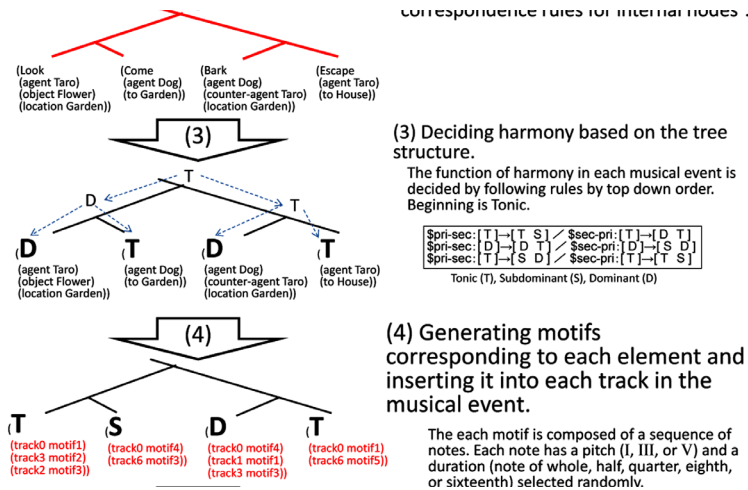 correspondence rules for internal nodes .
(Look
(agent Taro)
(object Flower)
(location Garden))
(Come
(agent Dog)
(to Garden))
(Bark
(agent Dog)
(counter-agent Taro)
(location Garden))
(Escape
(agent Taro)
(to House))
(3)
(3) Deciding harmony based on the tree
structure.
The function of harmony in each musical event is
decided by following rules by top down order.
Beginning is Tonic.
$pri-sec:[T]→[T S] ／ $sec-pri:[T]→[D T]
$pri-sec:[D]→[D T] ／ $sec-pri:[D]→[S D]
$pri-sec:[T]→[S D] ／ $sec-pri:[T]→[T S]
Tonic (T), Subdominant (S), Dominant (D)
T
D
T
(D
(agent Taro)
(object Flower)
(location Garden))
(T
(agent Dog)
(to Garden))
(D
(agent Dog)
(counter-agent Taro)
(location Garden))
(T
(agent Taro)
(to House))
(4)
(4) Generating motifs
corresponding to each element and
inserting it into each track in the
musical event.
The each motif is composed of a sequence of
notes. Each note has a pitch (I, III, or V) and a
duration (note of whole, half, quarter, eighth,
or sixteenth) selected randomly.
(T
(track0 motif1)
(track3 motif2)
(track2 motif3))
(S
(track0 motif4)
(track6 motif3))
(D
(track0 motif4)
(track1 motif1)
(track3 motif3))
(T
(track0 motif1)
(track6 motif5))